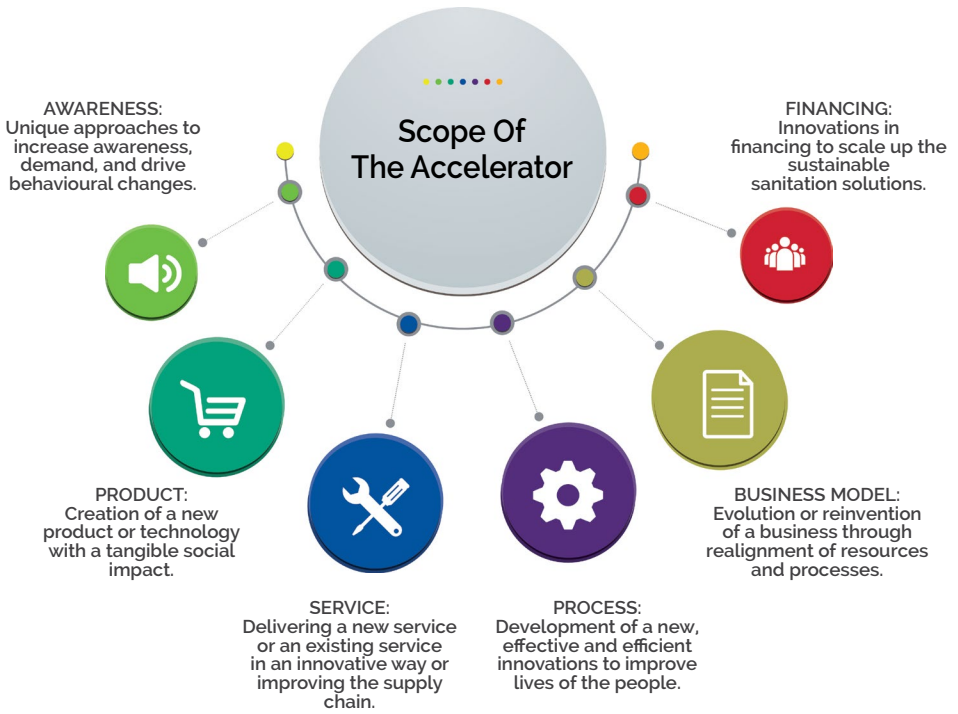 Scope Of
The Accelerator
AWARENESS:
Unique approaches to
increase awareness,
demand, and drive
behavioural changes.
PRODUCT:
Creation of a new
product or technology
with a tangible social
impact.
SERVICE:
Delivering a new service
or an existing service
in an innovative way or
improving the supply
chain.
PROCESS:
Development of a new,
effective and efficient
innovations to improve
lives of the people.
BUSINESS MODEL:
Evolution or reinvention
of a business through
realignment of resources
and processes.
FINANCING:
Innovations in
financing to scale up the
sustainable
sanitation solutions.